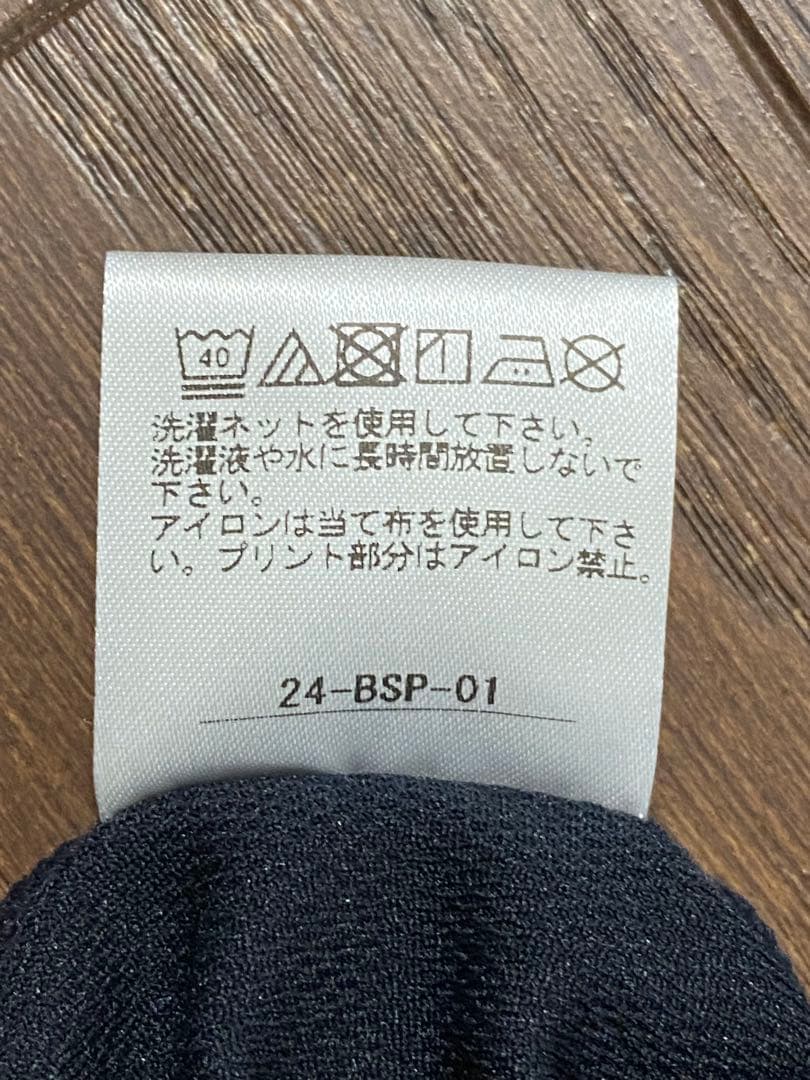 40
洗濯ネットを使用して下さい。
洗濯液や水に長時間放置しないで
下さい。
アイロンは当て布を使用して下さ
い。プリント部分はアイロン禁止。
24-BSP-01